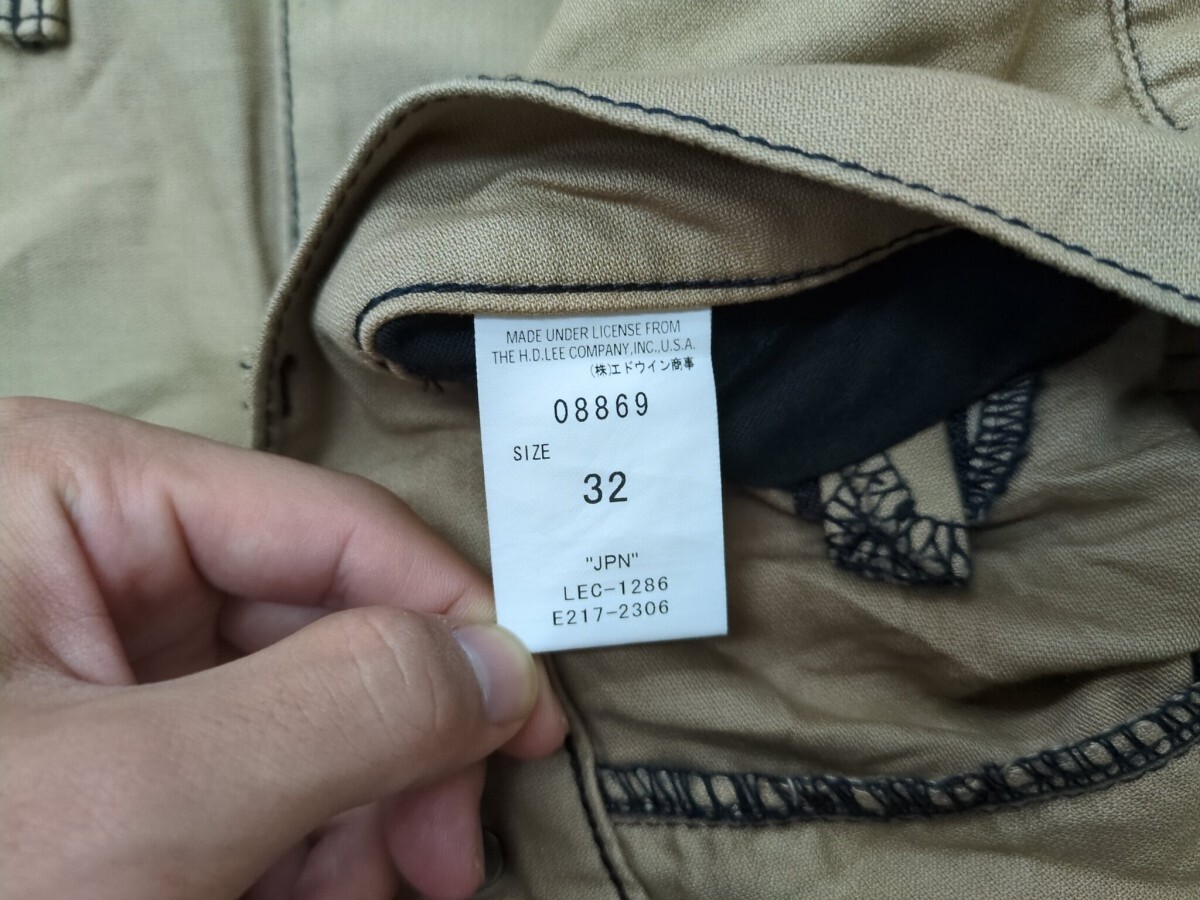 MADE UNDER LICENSE FROM
THE H.D.LEE COMPANY,INC.,U.S.A.
(株)エドウイン商事
08869
SIZE
32
"JPN"
LEC-1286
E217-2306